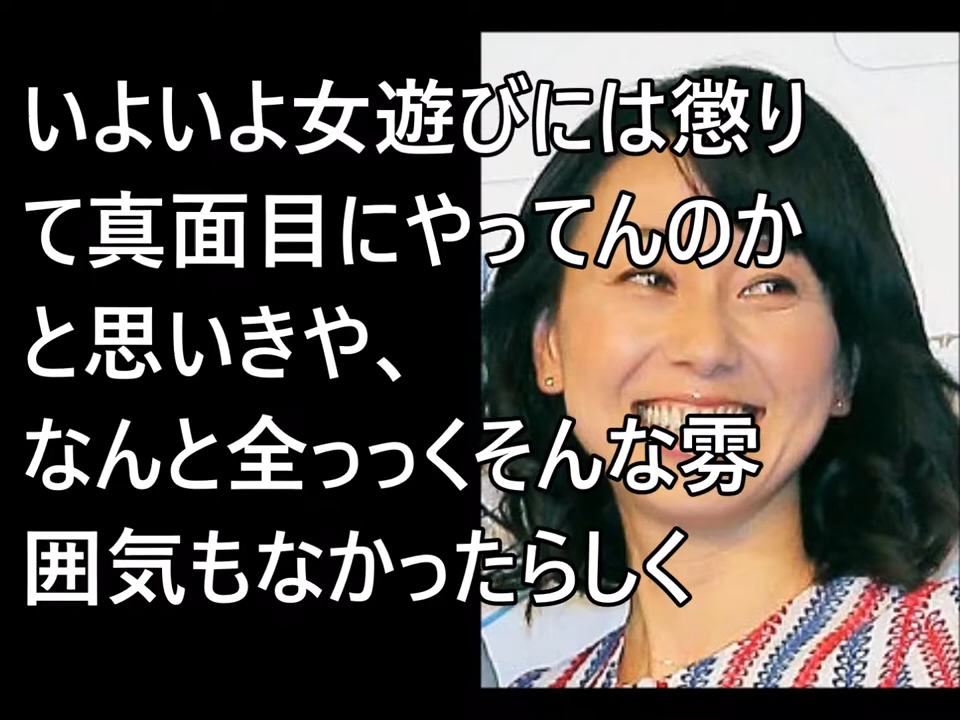 いよいよ女遊びには懲り
て真面目にやってんのか
と思いきや、
なんと全っっくそんな雰
囲気もなかったらしく